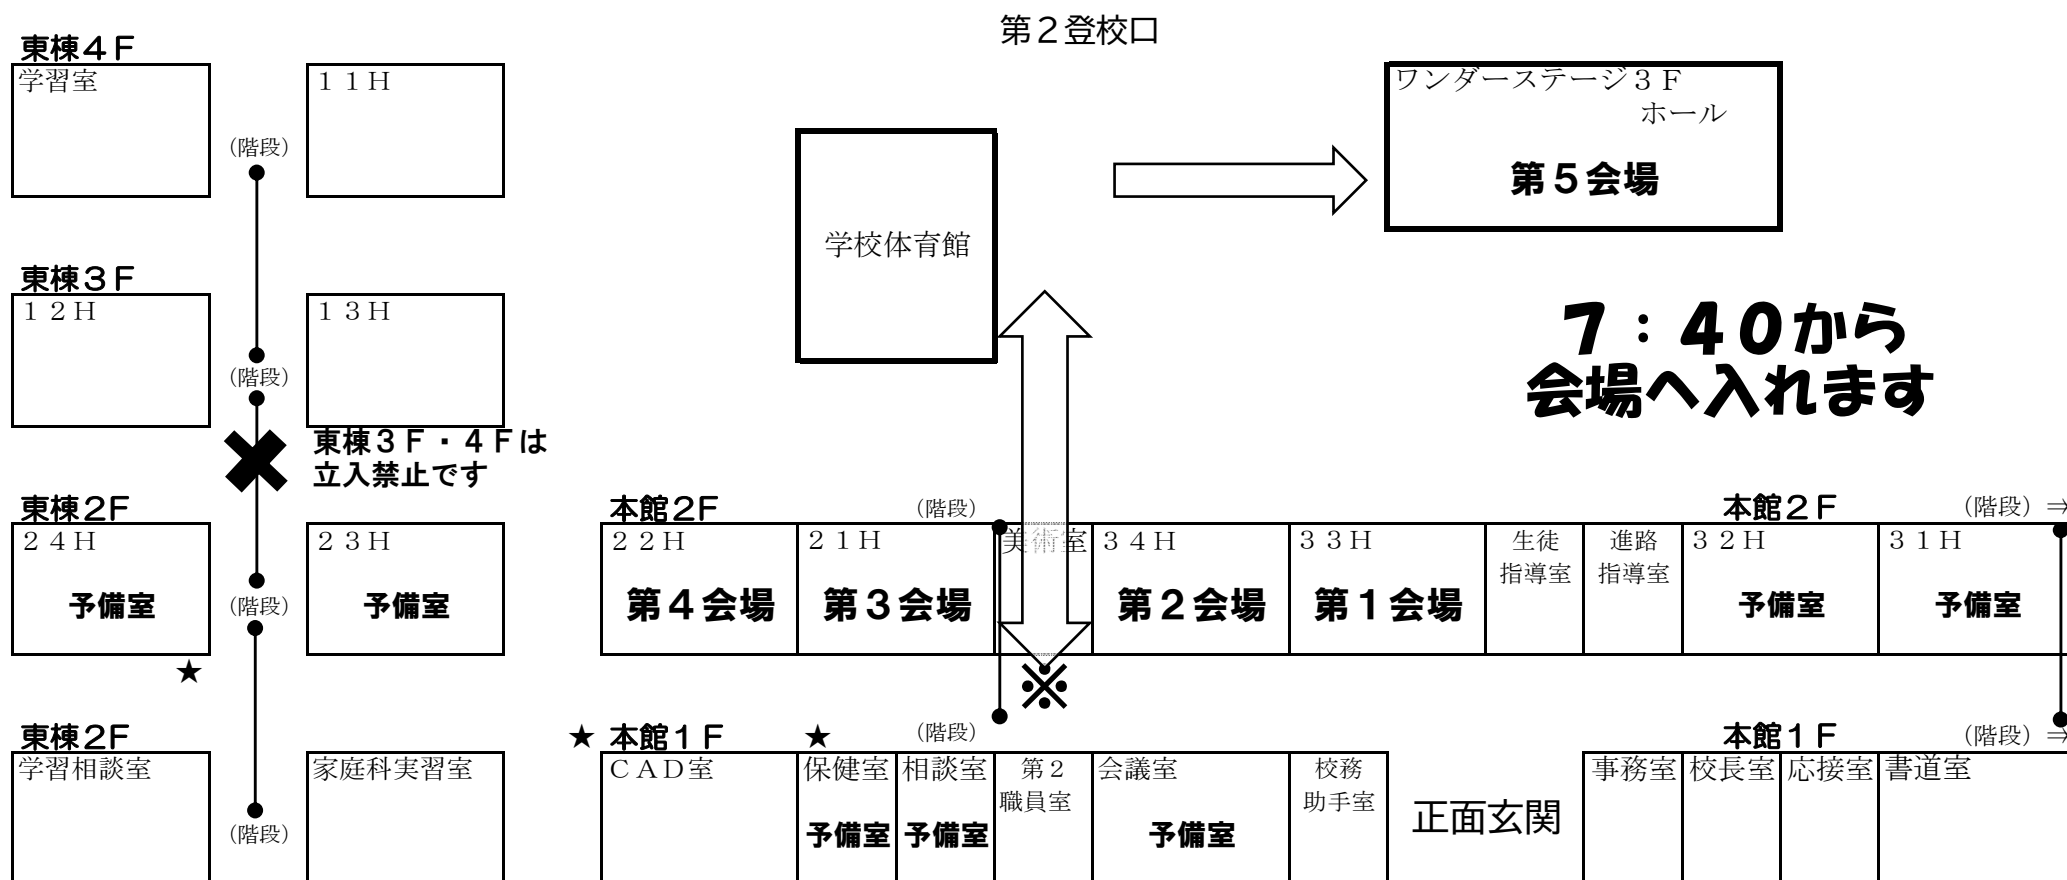 第２登校口
東棟４Ｆ
学習室
１１Ｈ
（階段）
ワンダーステージ３Ｆ
ホール
第５会場
学校体育館
東棟３Ｆ
１２Ｈ
１３Ｈ
（階段）
７：４０から
会場へ入れます
東棟３Ｆ・４Ｆは
立入禁止です
東棟２Ｆ
２４Ｈ
予備室
（階段）
２３Ｈ
予備室
★
本館２Ｆ
（階段）
本館２Ｆ
（階段）⇒
２２Ｈ
第４会場
２１Ｈ
第３会場
美術室
３４Ｈ
第２会場
３３Ｈ
第１会場
生徒
指導室
進路
指導室
３２Ｈ
予備室
３１Ｈ
予備室
※
東棟２Ｆ
学習相談室
家庭科実習室
（階段）
★ 本館１Ｆ
★
（階段）
本館１Ｆ
（階段）⇒
ＣＡＤ室
保健室
予備室
相談室
予備室
第２
職員室
会議室
予備室
校務
助手室
正面玄関
事務室
校長室
応接室
書道室